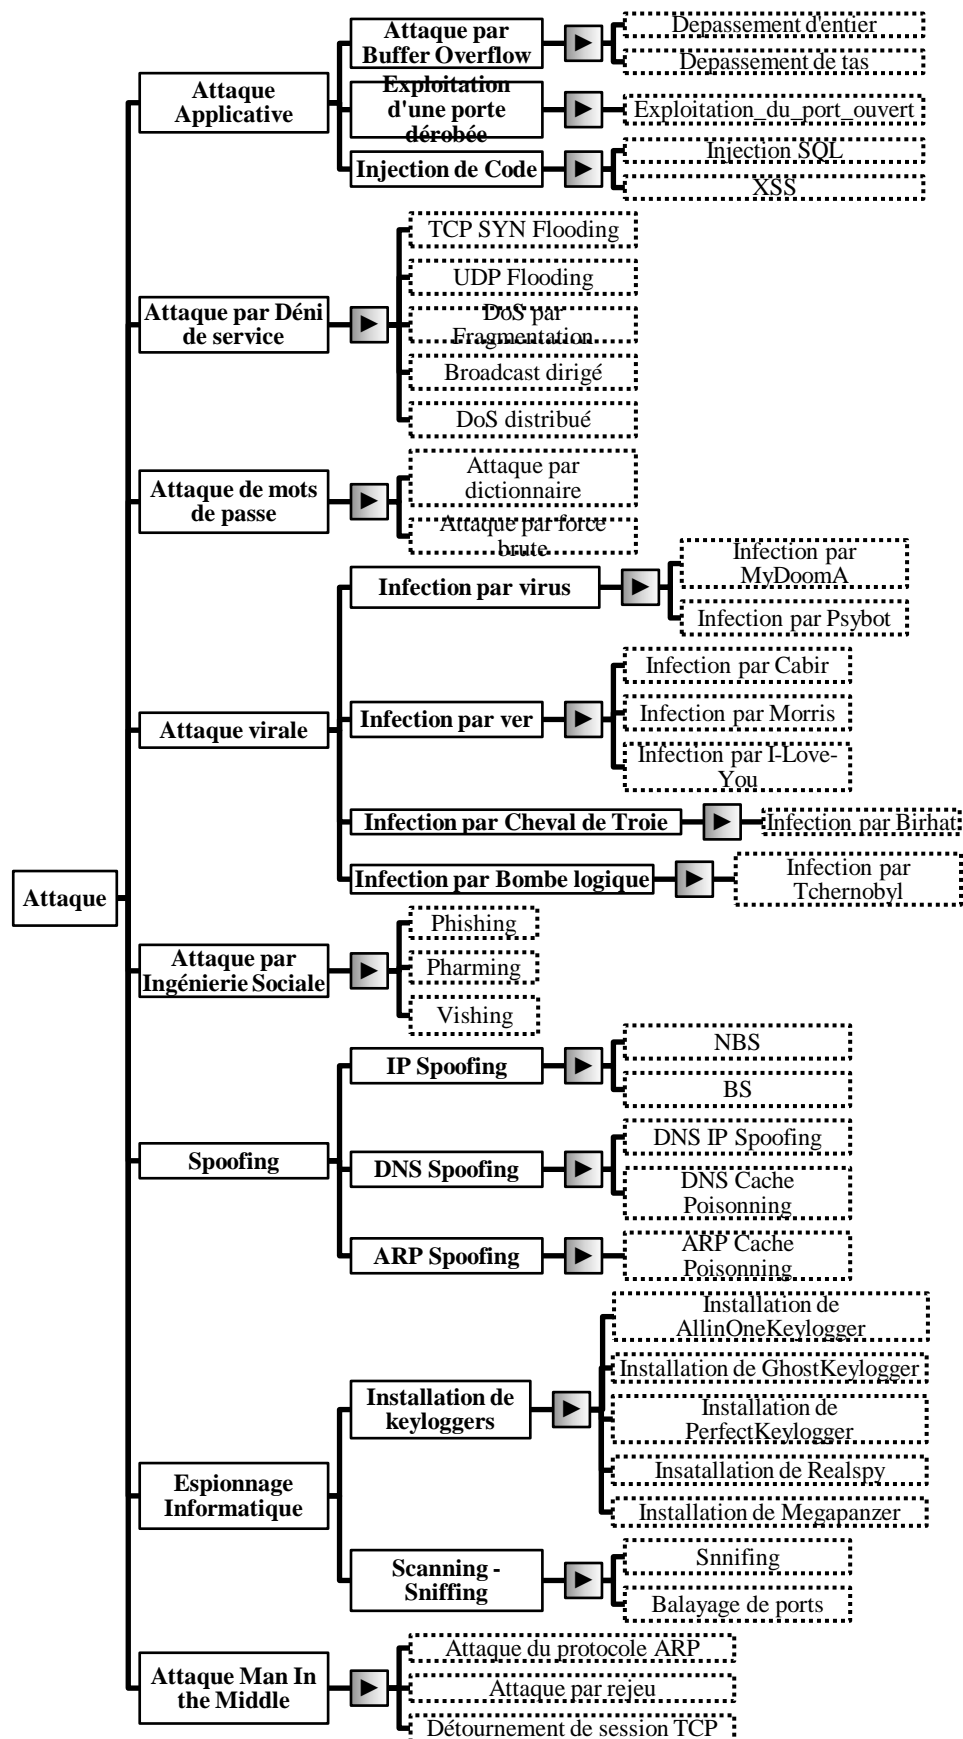 Attaque par
Buffer Overflow
Depassement d'entier
Depassement de tas
Attaque
Applicative
Exploitation
d'une porte
dérobée
Exploitation_du_port_ouvert
Injection de Code
Injection SQL
XSS
TCP SYN Flooding
UDP Flooding
Attaque par Déni
de service
DoS par
Fragmentation
Broadcast dirigé
DoS distribué
Attaque de mots
de passe
Attaque par
dictionnaire
Attaque par force
brute
Infection par virus
Infection par
MyDoomA
Infection par Psybot
Attaque virale
Infection par ver
Infection par Cabir
Infection par Morris
Infection par I-Love-
You
Infection par Cheval de Troie
Infection par Birhat
Infection par Bombe logique
Infection par
Tchernobyl
Attaque
Attaque par
Ingénierie Sociale
Phishing
Pharming
Vishing
IP Spoofing
NBS
BS
Spoofing
DNS Spoofing
DNS IP Spoofing
DNS Cache
Poisonning
ARP Spoofing
ARP Cache
Poisonning
Installation de
keyloggers
Installation de
AllinOneKeylogger
Installation de GhostKeylogger
Installation de
PerfectKeylogger
Insatallation de Realspy
Installation de Megapanzer
Espionnage
Informatique
Scanning -
Sniffing
Snnifing
Balayage de ports
Attaque Man In
the Middle
Attaque du protocole ARP
Attaque par rejeu
Détournement de session TCP